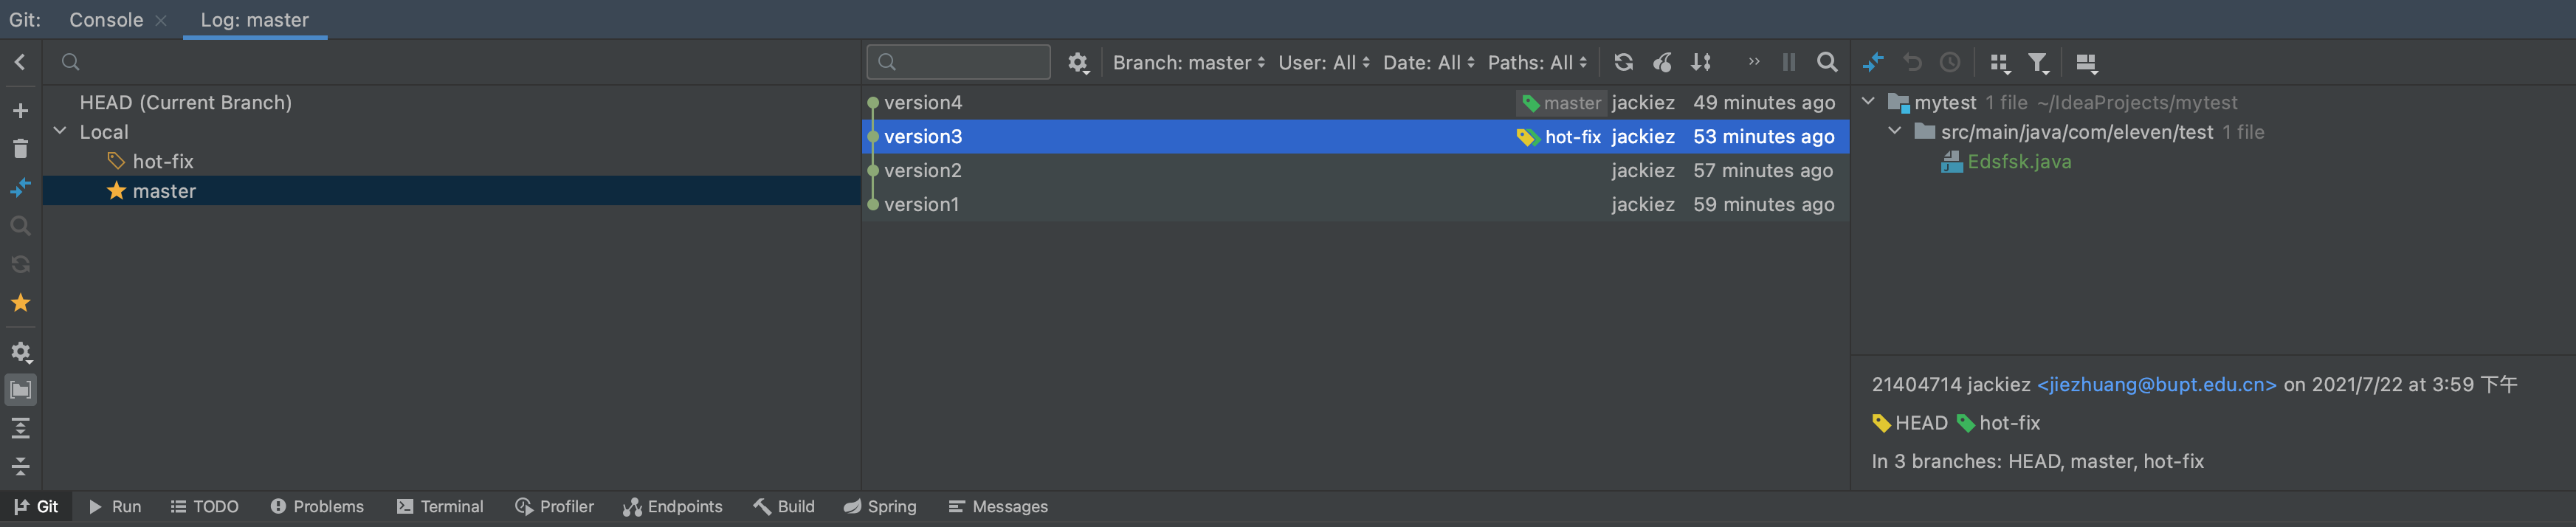 Git: Console Log: master
Branch: master User: All Date: All Paths: All
HEAD (Current Branch)
Local
hot-fix
master
version4 master jackiez 49 minutes ago
version3 hot-fix jackiez 53 minutes ago
version2 jackiez 57 minutes ago
version1 jackiez 59 minutes ago
mytest 1 file ~/IdeaProjects/mytest
src/main/java/com/eleven/test 1 file
Edsfsk.java
21404714 jackiez <jiezhuang@bupt.edu.cn> on 2021/7/22 at 3:59 下午
HEAD hot-fix
In 3 branches: HEAD, master, hot-fix
Git Run TODO Problems Terminal Profiler Endpoints Build Spring Messages